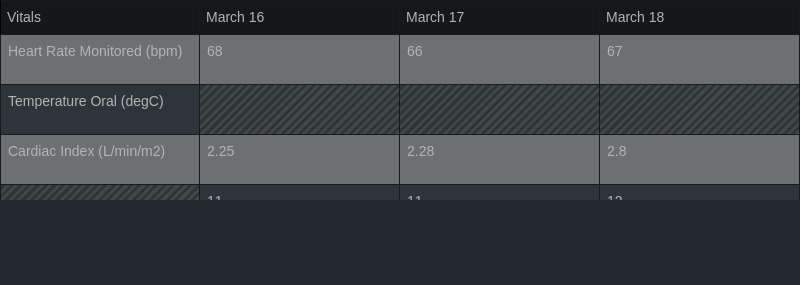 Vitals March 16 March 17 March 18
Heart Rate Monitored (bpm) 68 66 67
Temperature Oral (degC)
Cardiac Index (L/min/m2) 2.25 2.28 2.8